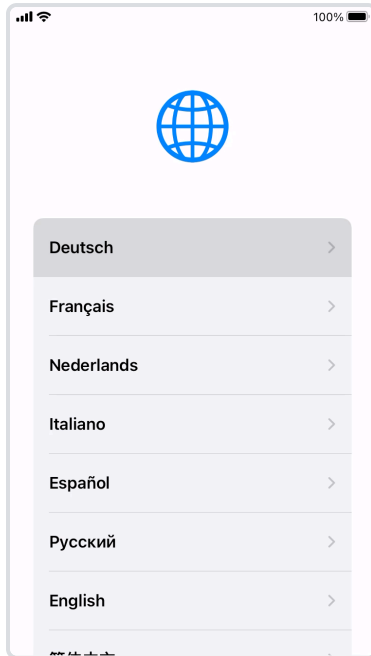 100%
Deutsch
Français
Nederlands
Italiano
Español
Русский
English